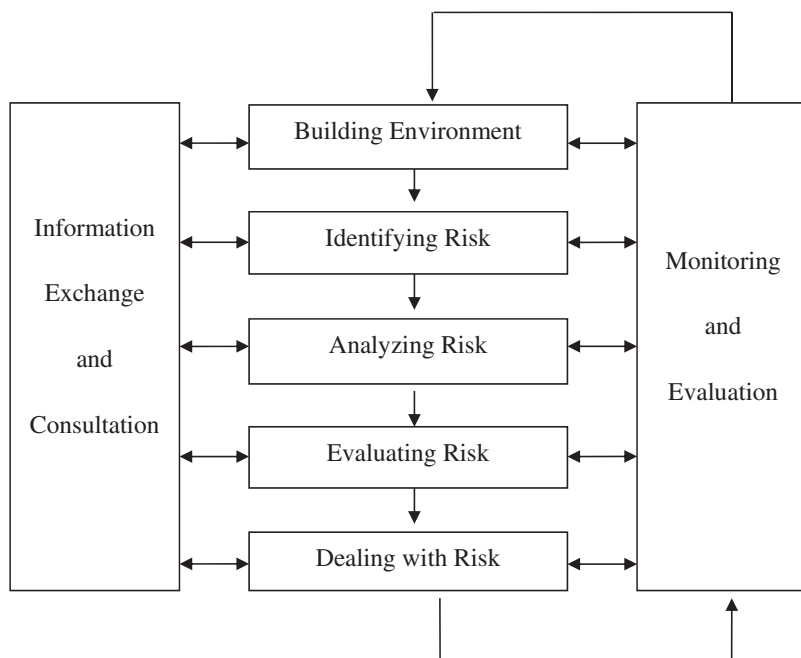 Building Environment
Information
Exchange
and
Consultation
Identifying Risk
Analyzing Risk
Evaluating Risk
Dealing with Risk
Monitoring
and
Evaluation